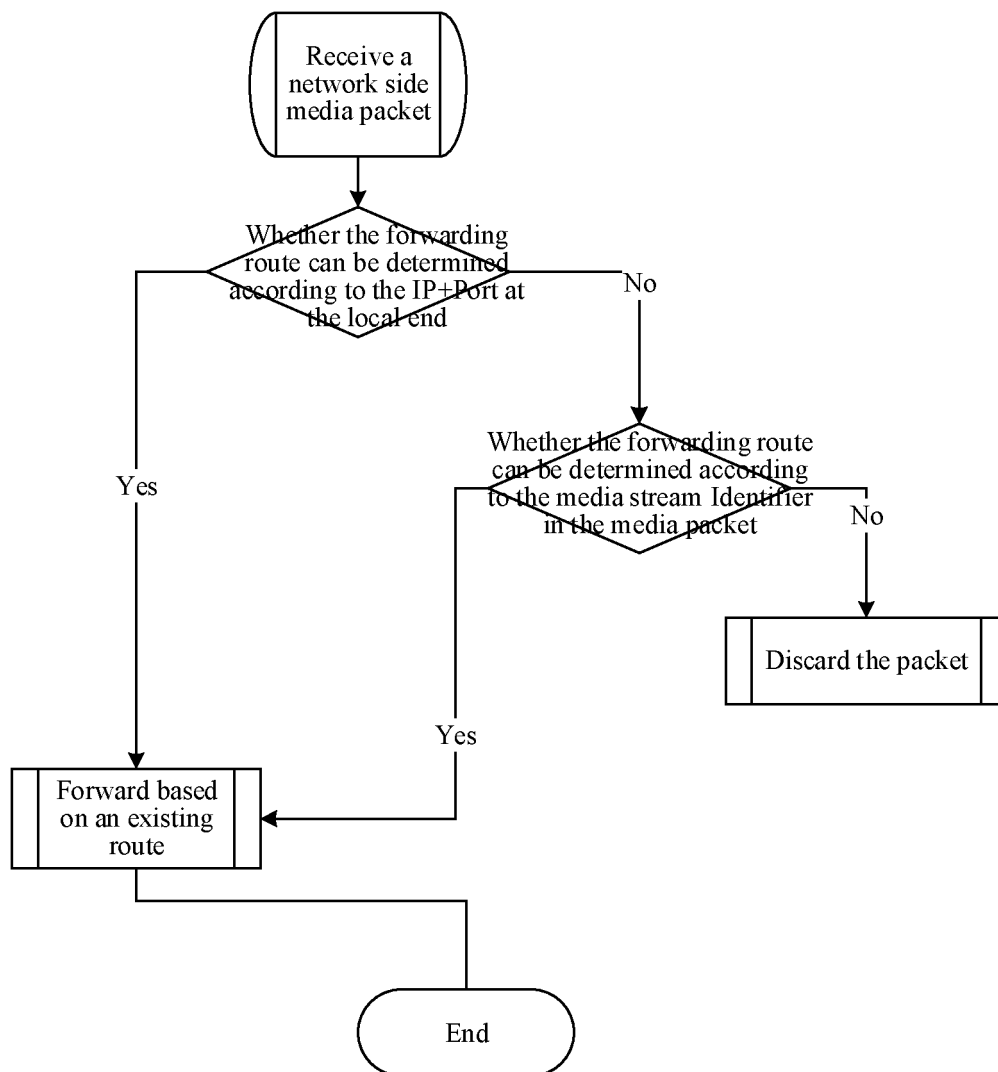 Receive a
network side
media packet
Whether the forwarding
route can be determined
according to the IP+Port at
the local end
No
Whether the forwarding route
can be determined according
to the media stream Identifier
in the media packet
Yes
No
Discard the packet
Yes
Forward based
on an existing
route
End